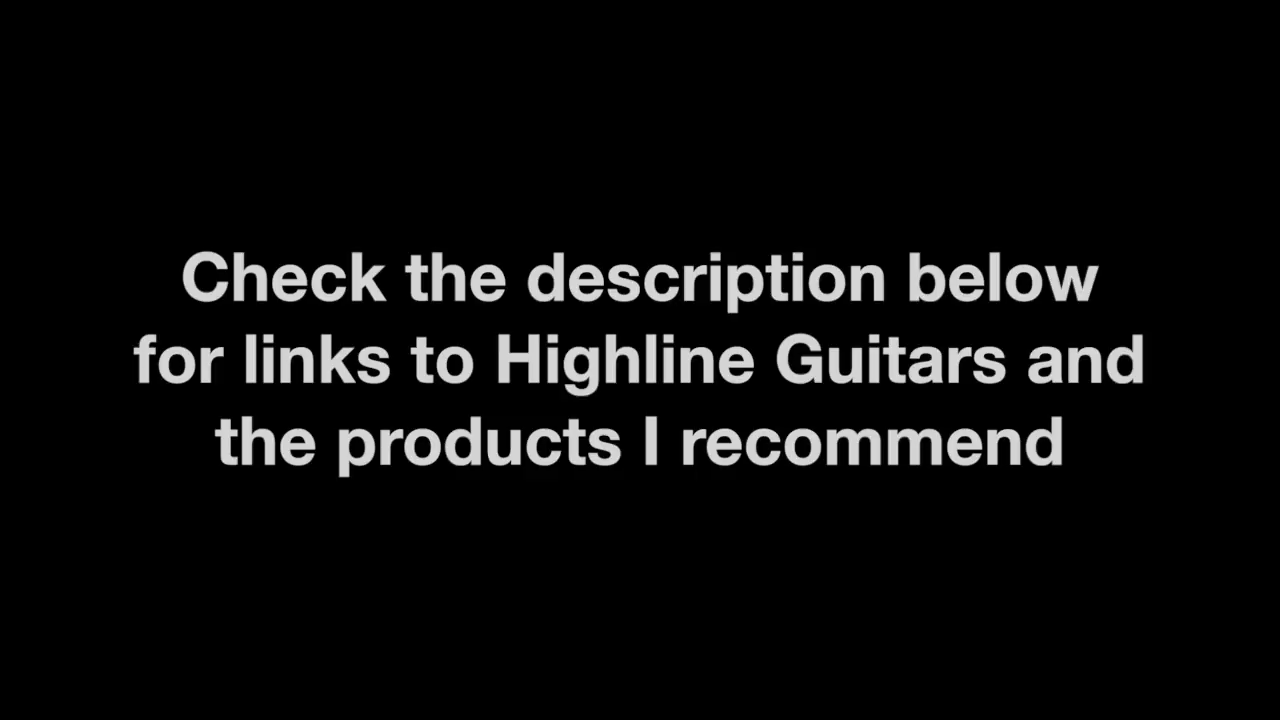 Check the description below
for links to Highline Guitars and
the products I recommend